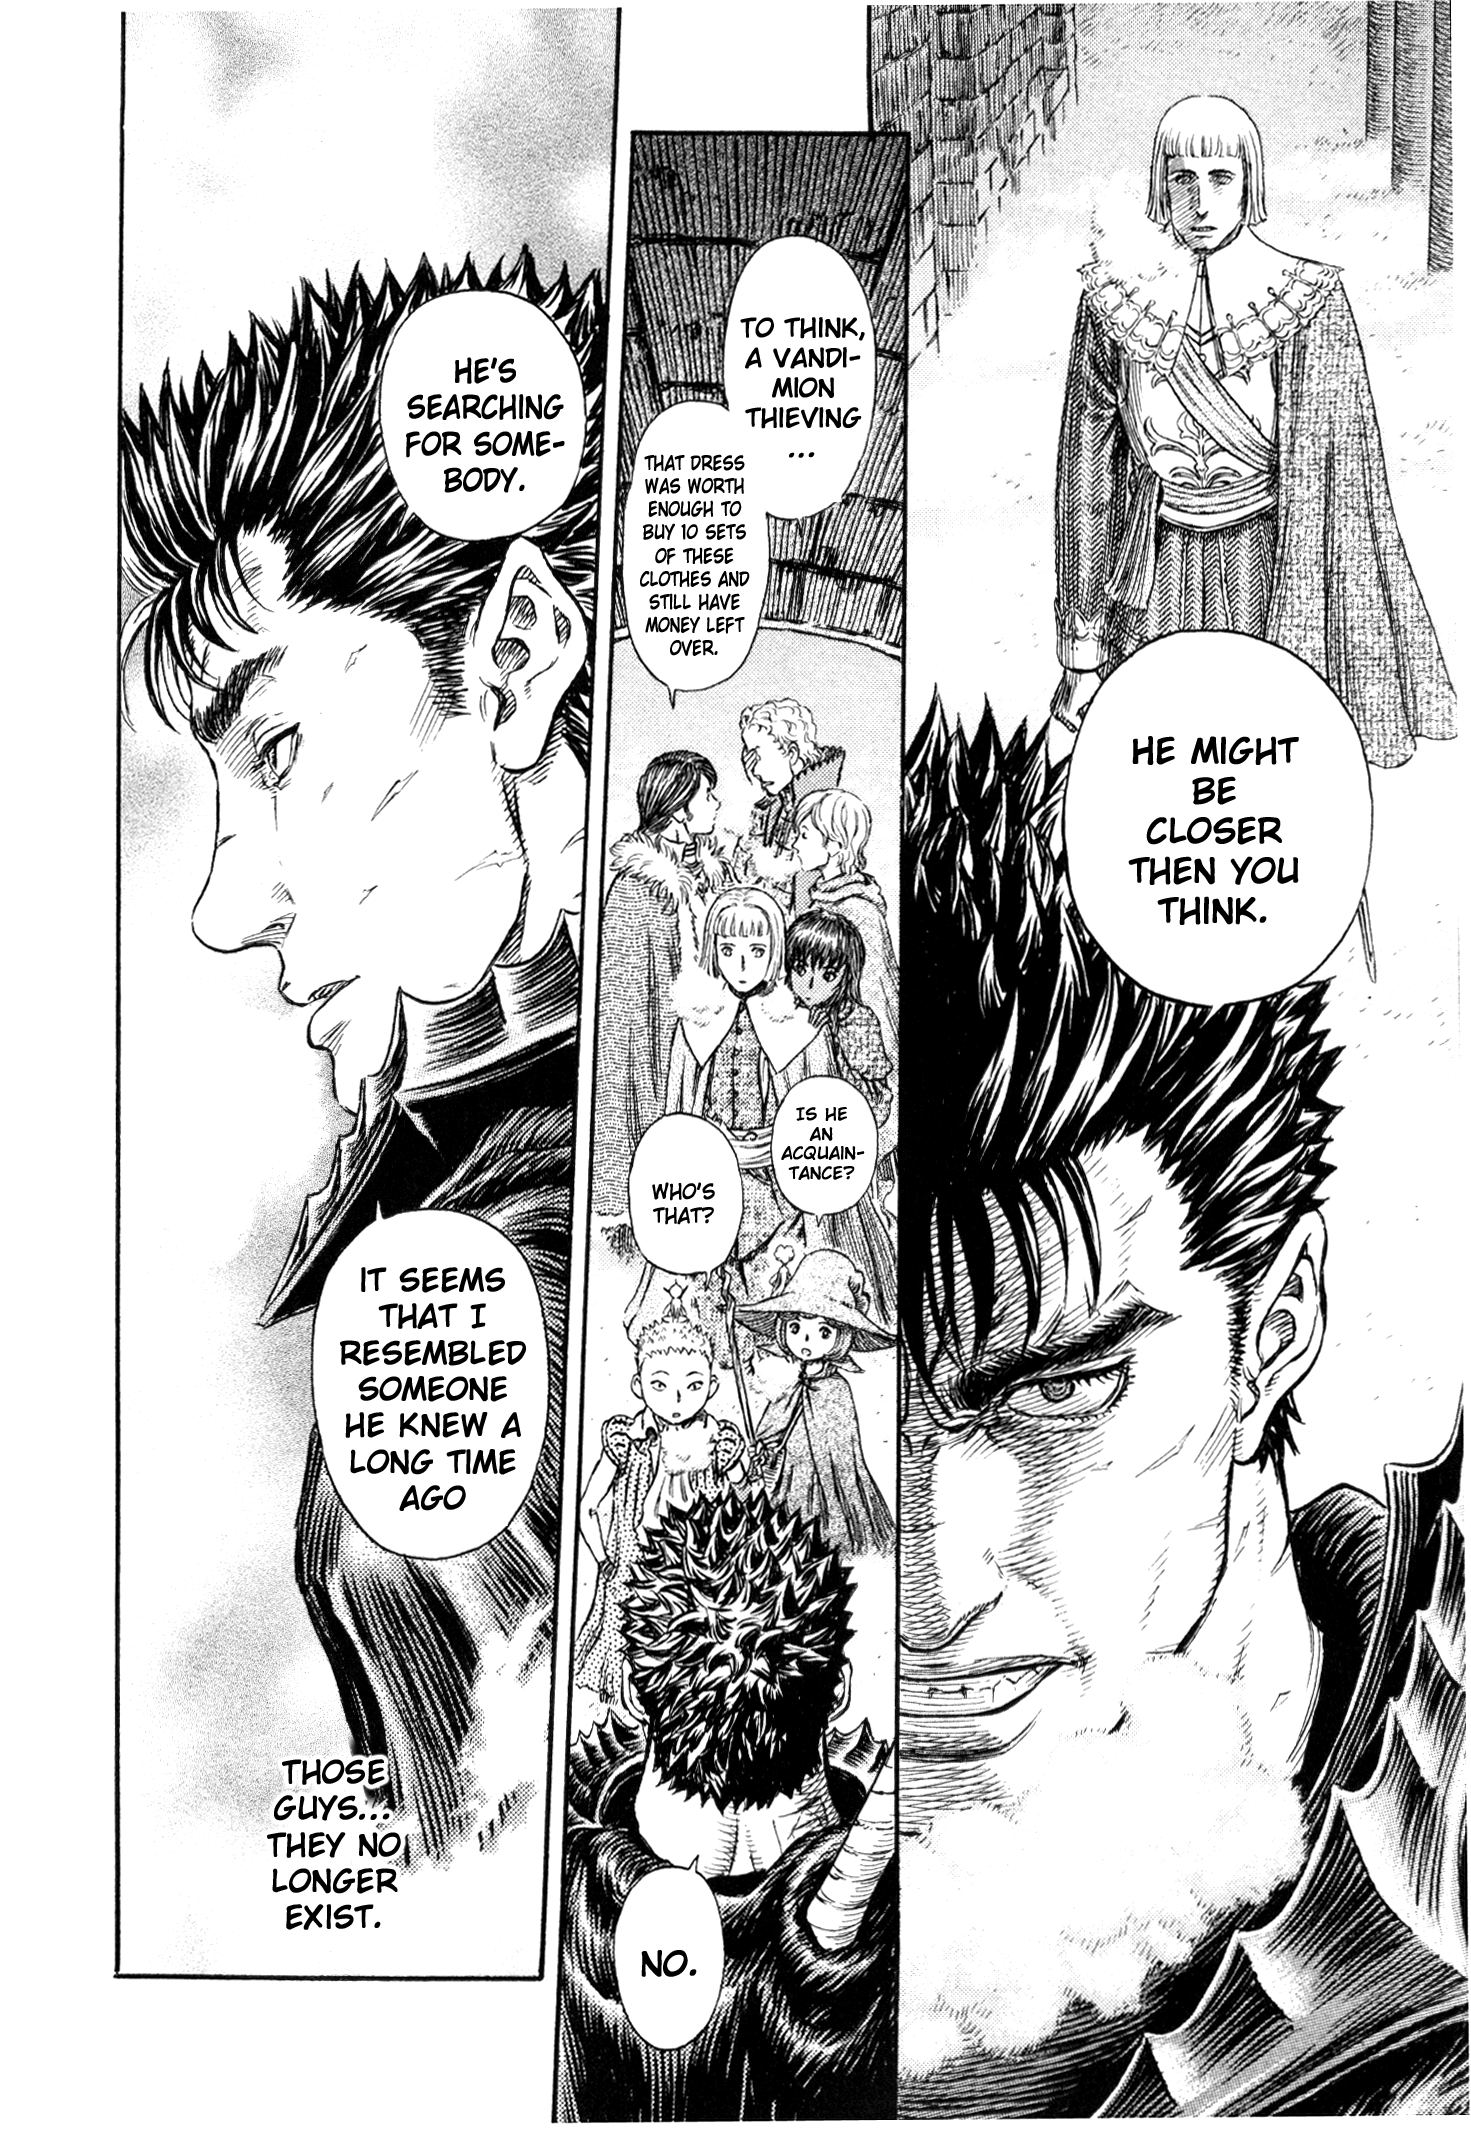 HE MIGHT
BE
CLOSER
THEN YOU
THINK.
TO THINK,
A VANDI-
MION
THIEVING
...
THAT DRESS
WAS WORTH
ENOUGH TO
BUY 10 SETS
OF THESE
CLOTHES AND
STILL HAVE
MONEY LEFT
OVER.
IS HE
AN
ACQUAIN-
TANCE?
WHO'S
THAT?
NO.
HE'S
SEARCHING
FOR SOME-
BODY.
IT SEEMS
THAT I
RESEMBLED
SOMEONE
HE KNEW A
LONG TIME
AGO
THOSE
GUYS...
THEY NO
LONGER
EXIST.